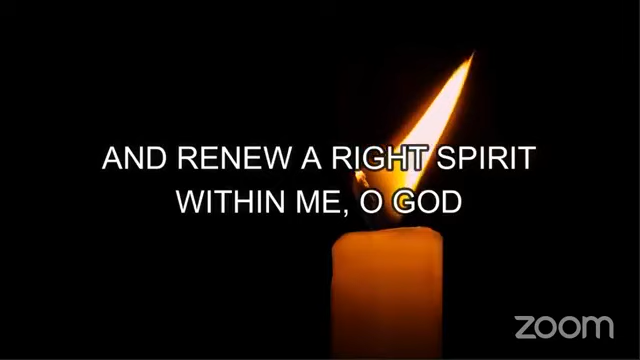 AND RENEW A RIGHT SPIRIT
WITHIN ME, O GOD
zoom